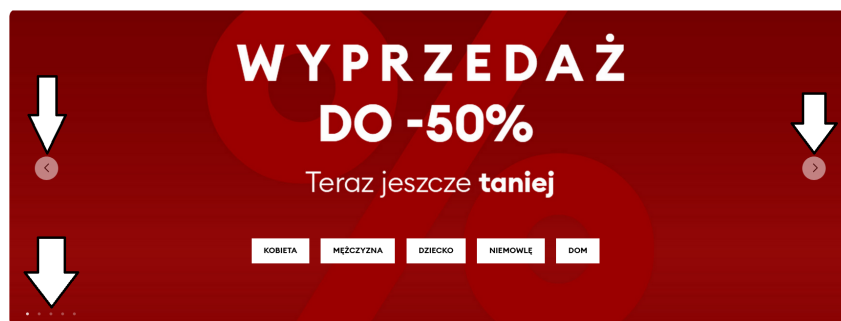 WYPRZEDAŻ
DO -50%
Teraz jeszcze taniej
KOBIETA MĘŻCZYZNA DZIECKO NIEMOWLĘ DOM